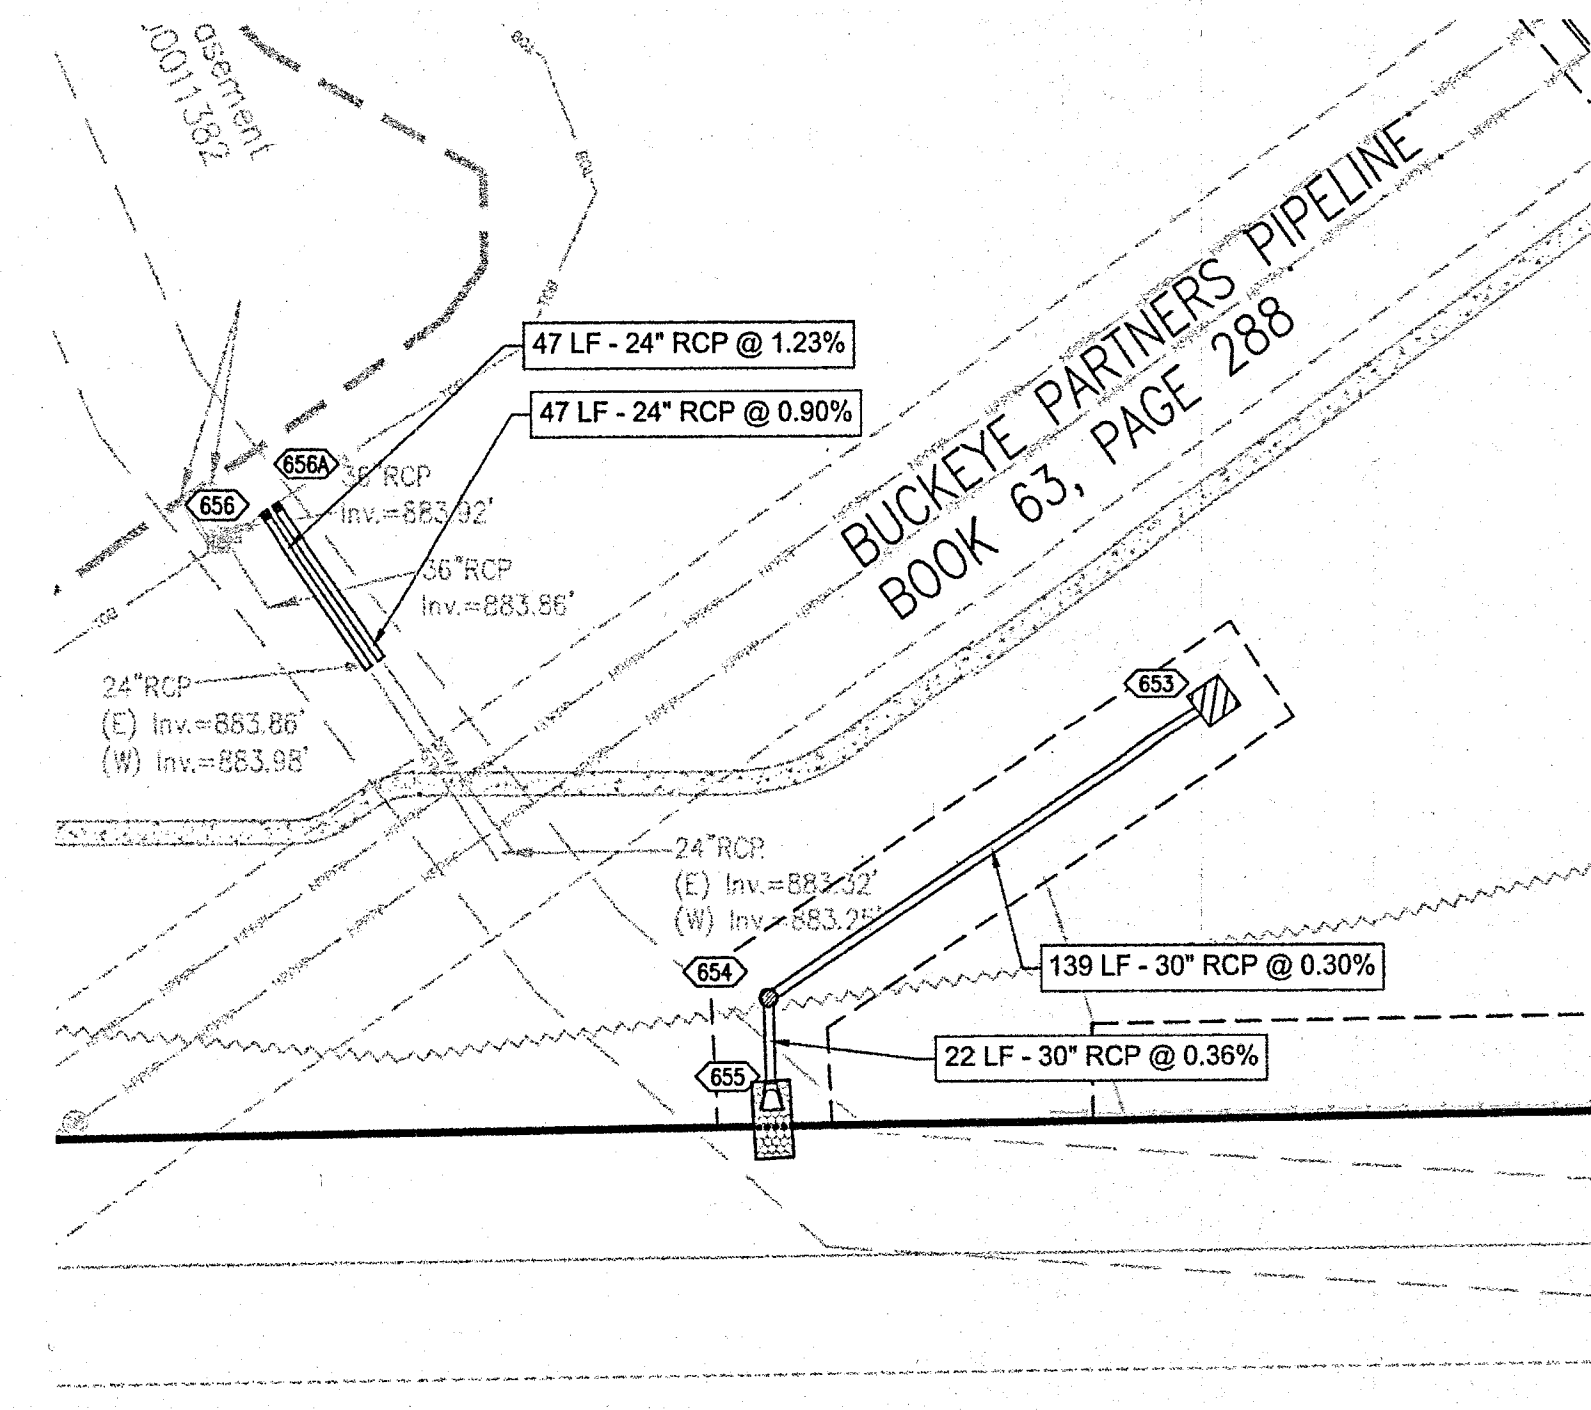 asement
00011382
47 LF - 24" RCP @ 1.23%
47 LF - 24" RCP @ 0.90%
BUCKEYE PARTNERS PIPELINE
BOOK 63, PAGE 288
656A
656
36"RCP
Inv.=883.92'
36"RCP
Inv.=883.86'
24"RCP
(E) Inv.=883.86'
(W) Inv.=883.98'
653
24"RCP
(E) Inv.=883.32'
(W) Inv.=883.25'
654
139 LF - 30" RCP @ 0.30%
22 LF - 30" RCP @ 0.36%
655